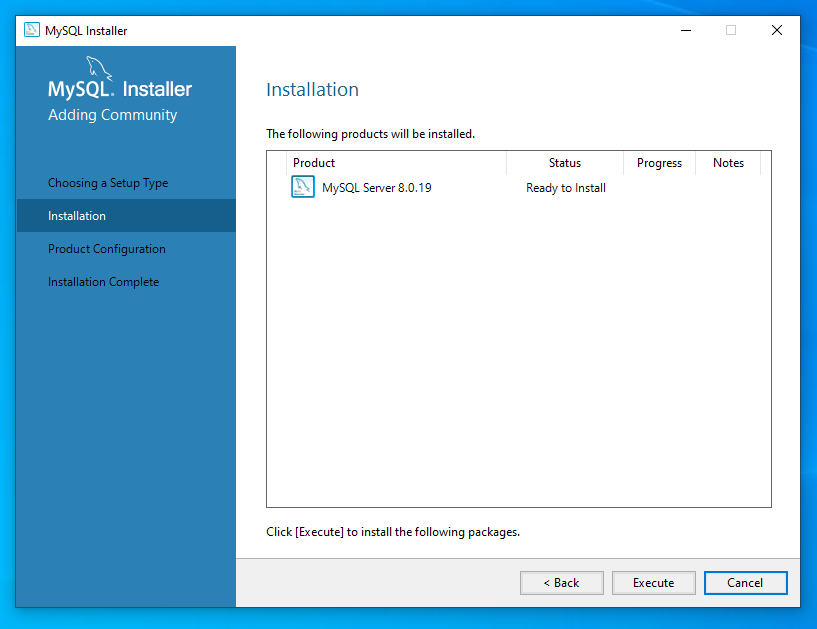 MySQL Installer
MySQL. Installer
Adding Community
Choosing a Setup Type
Installation
Product Configuration
Installation Complete
Installation
The following products will be installed.
Product Status Progress Notes
MySQL Server 8.0.19 Ready to Install
Click [Execute] to install the following packages.
< Back Execute Cancel